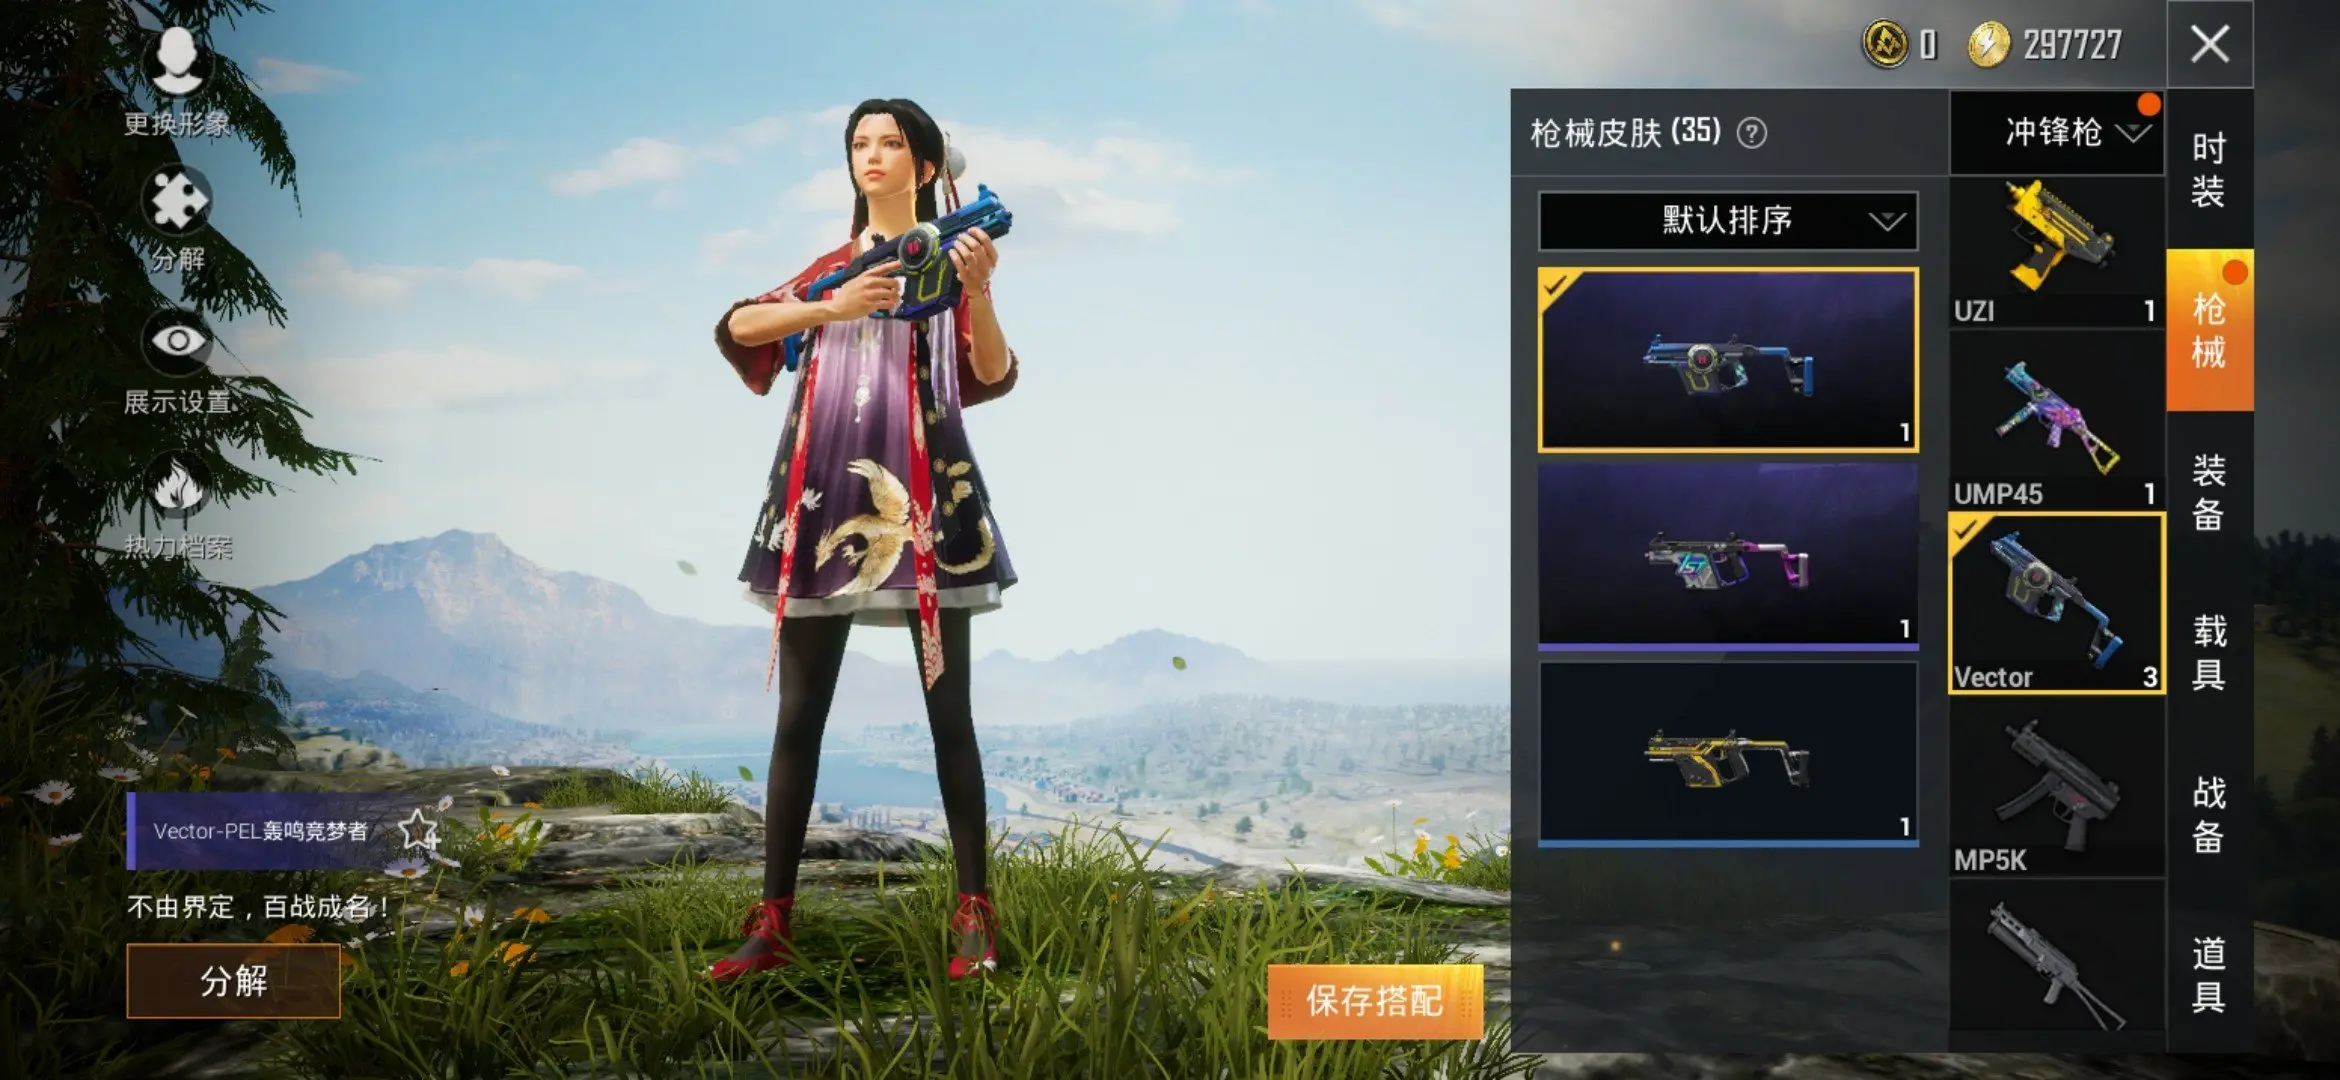 更换形象
分解
展示设置
热力档案
Vector-PEL轰鸣竞梦者
不由界定，百战成名！
分解
保存搭配
0
297727
枪械皮肤(35) ?
冲锋枪
默认排序
1
1
1
UZI 1
UMP45 1
Vector 3
MP5K
时装
枪械
装备
载具
战备
道具